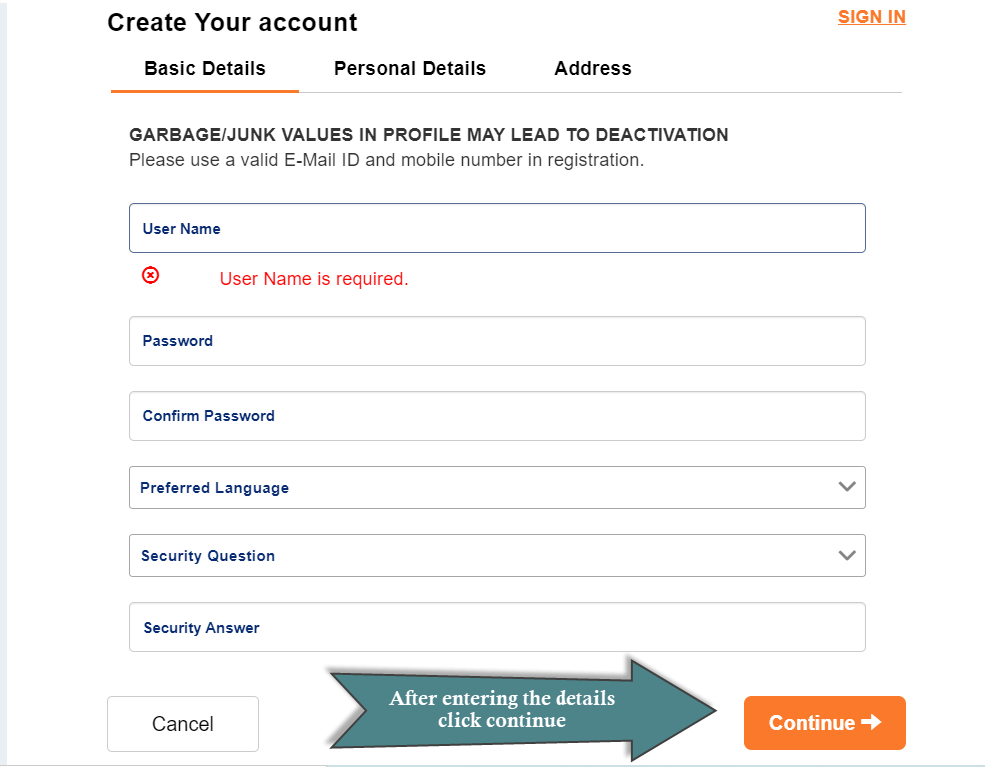 Create Your account
SIGN IN
Basic Details
Personal Details
Address
GARBAGE/JUNK VALUES IN PROFILE MAY LEAD TO DEACTIVATION
Please use a valid E-Mail ID and mobile number in registration.
User Name
User Name is required.
Password
Confirm Password
Preferred Language
Security Question
Security Answer
After entering the details
click continue
Cancel
Continue